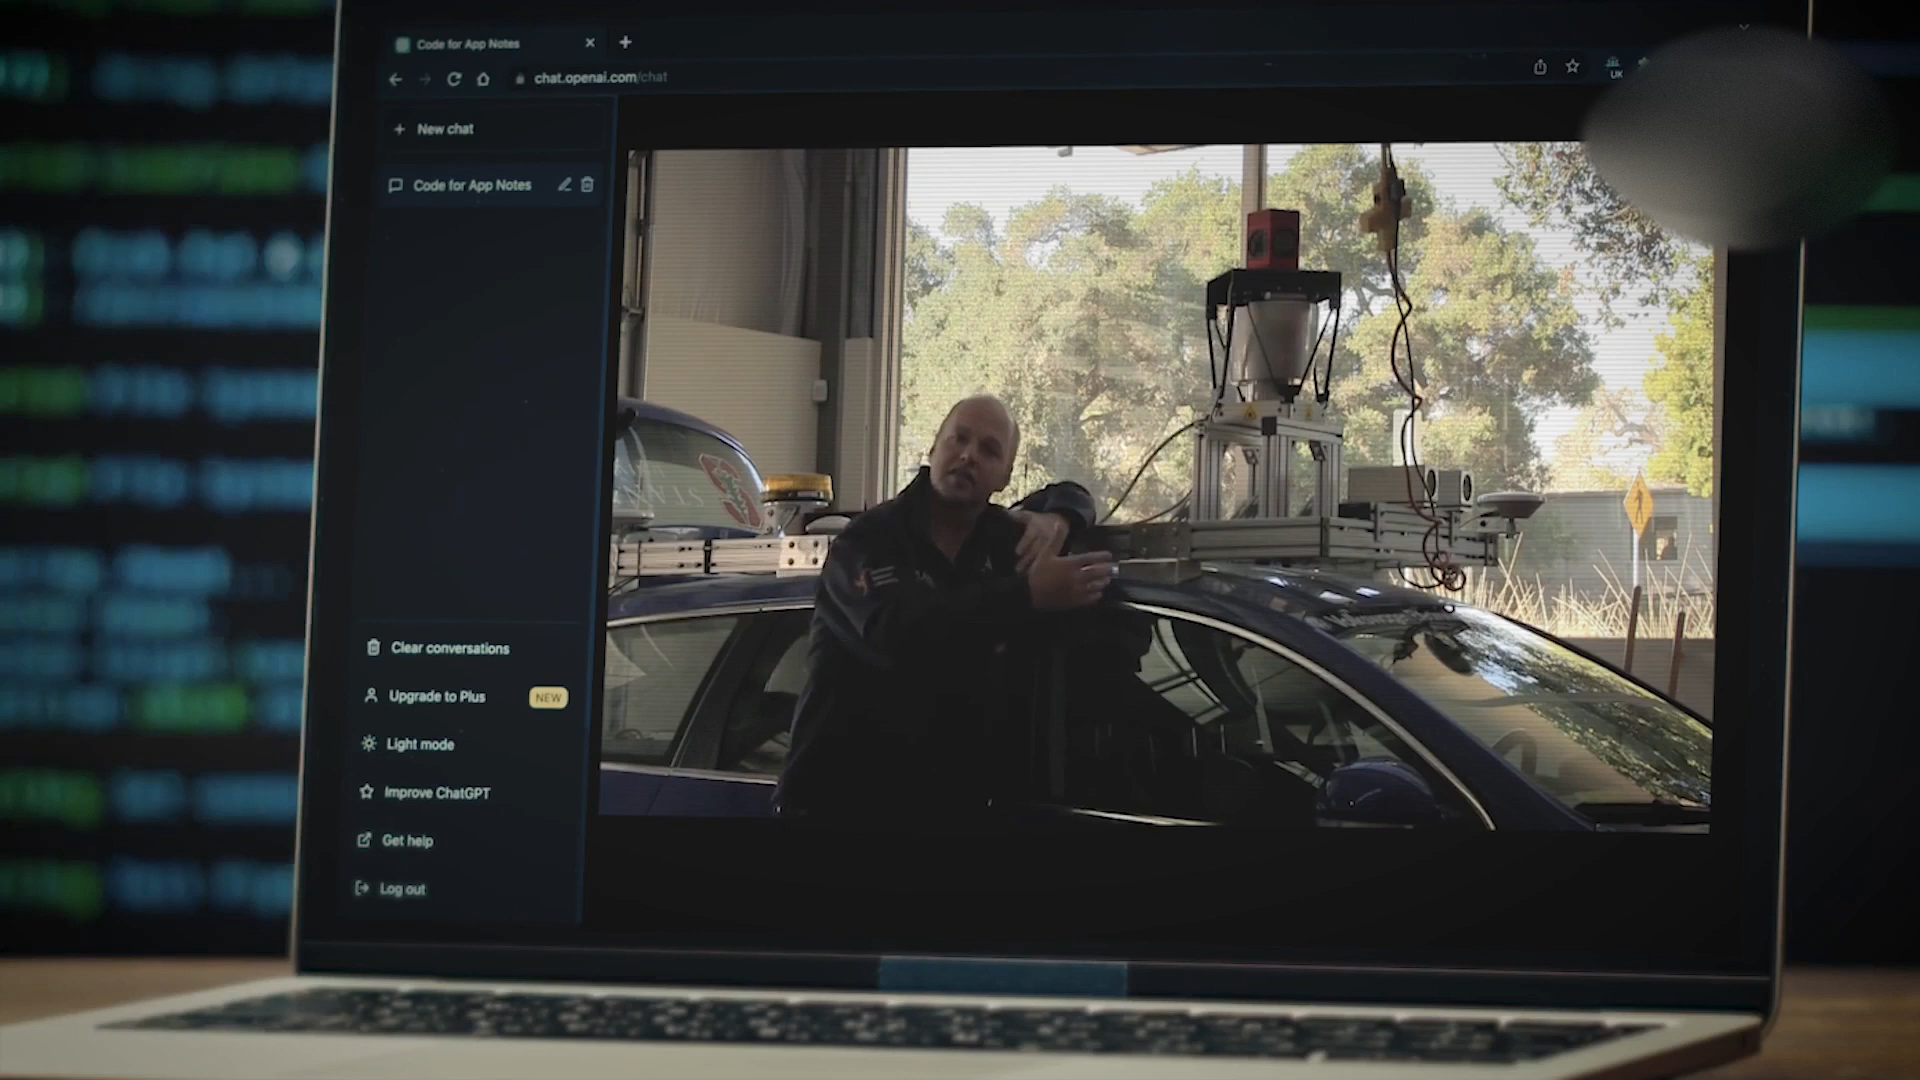 Code for App Notes
chat.openai.com/chat
UK
New chat
Code for App Notes
Clear conversations
Upgrade to Plus
NEW
Light mode
Improve ChatGPT
Get help
Log out